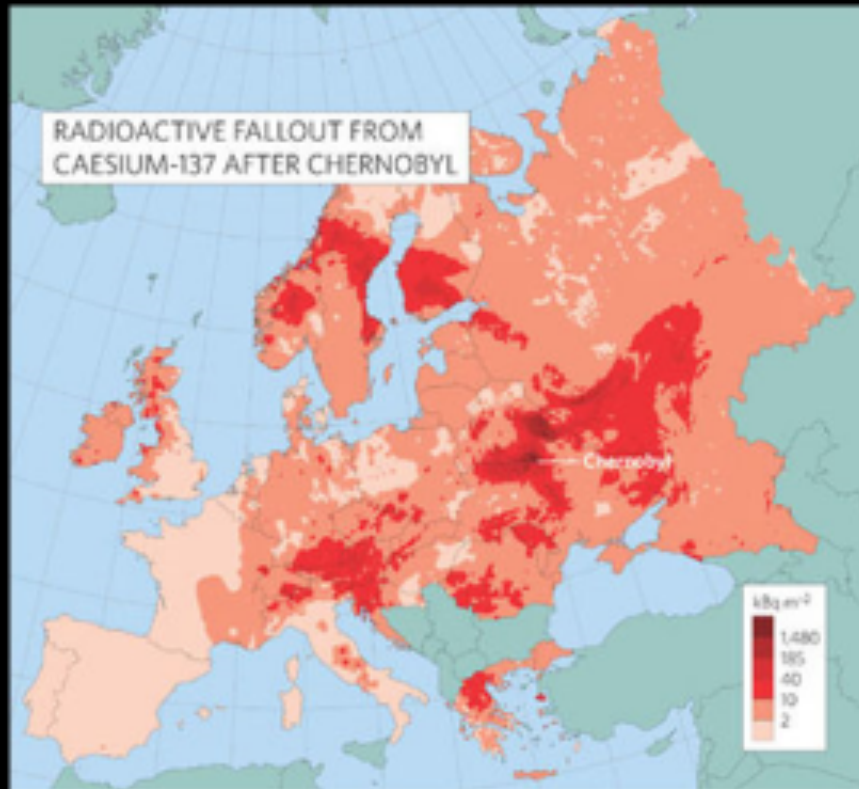 RADIOACTIVE FALLOUT FROM
CAESIUM-137 AFTER CHERNOBYL
Chernobyl
kBq m⁻²
1,480
185
40
10
2